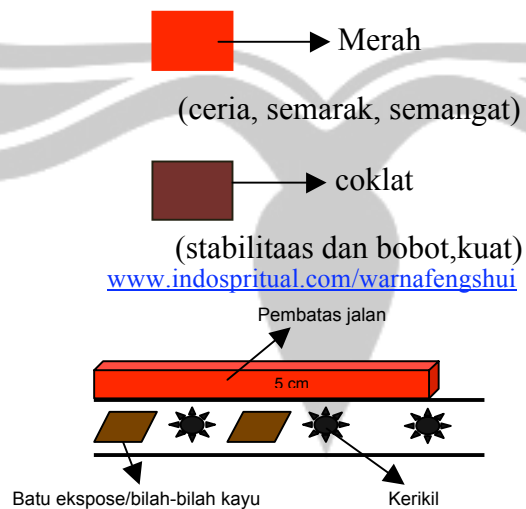 Merah
(ceria, semarak, semangat)
coklat
(stabilitaas dan bobot,kuat)
www.indospritual.com/warnafengshui
Pembatas jalan
5 cm
Batu ekspose/bilah-bilah kayu
Kerikil